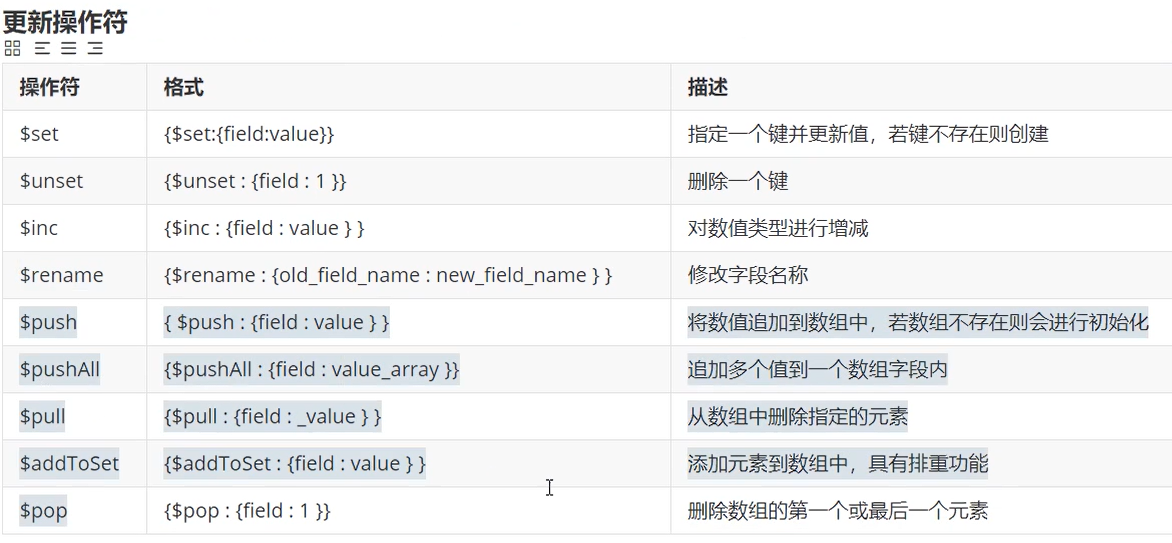 更新操作符
操作符 格式 描述
$set {$set:{field:value}} 指定一个键并更新值，若键不存在则创建
$unset {$unset : {field : 1 }} 删除一个键
$inc {$inc : {field : value } } 对数值类型进行增减
$rename {$rename : {old_field_name : new_field_name } } 修改字段名称
$push { $push : {field : value } } 将数值追加到数组中，若数组不存在则会进行初始化
$pushAll {$pushAll : {field : value_array }} 追加多个值到一个数组字段内
$pull {$pull : {field : _value } } 从数组中删除指定的元素
$addToSet {$addToSet : {field : value } } 添加元素到数组中，具有排重功能
$pop {$pop : {field : 1 }} 删除数组的第一个或最后一个元素